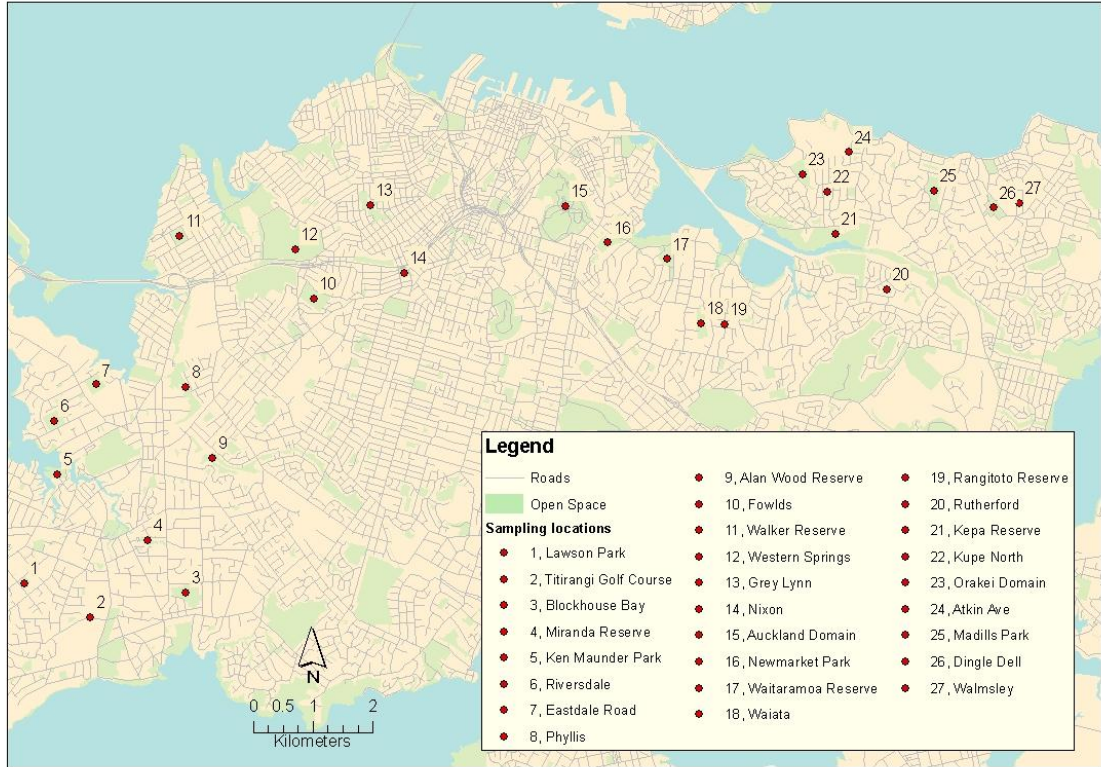 24
23
22
25
26
27
13
15
11
12
16
21
17
14
10
20
18
19
7
8
6
9
5
4
1
3
2
N
0 0.5 1 2
Kilometers
Legend
Roads
Open Space
Sampling locations
1, Lawson Park
2, Titirangi Golf Course
3, Blockhouse Bay
4, Miranda Reserve
5, Ken Maunder Park
6, Riversdale
7, Eastdale Road
8, Phyllis
9, Alan Wood Reserve
10, Fowlds
11, Walker Reserve
12, Western Springs
13, Grey Lynn
14, Nixon
15, Auckland Domain
16, Newmarket Park
17, Waitaramoa Reserve
18, Waiata
19, Rangitoto Reserve
20, Rutherford
21, Kepa Reserve
22, Kupe North
23, Orakei Domain
24, Atkin Ave
25, Madills Park
26, Dingle Dell
27, Walmsley